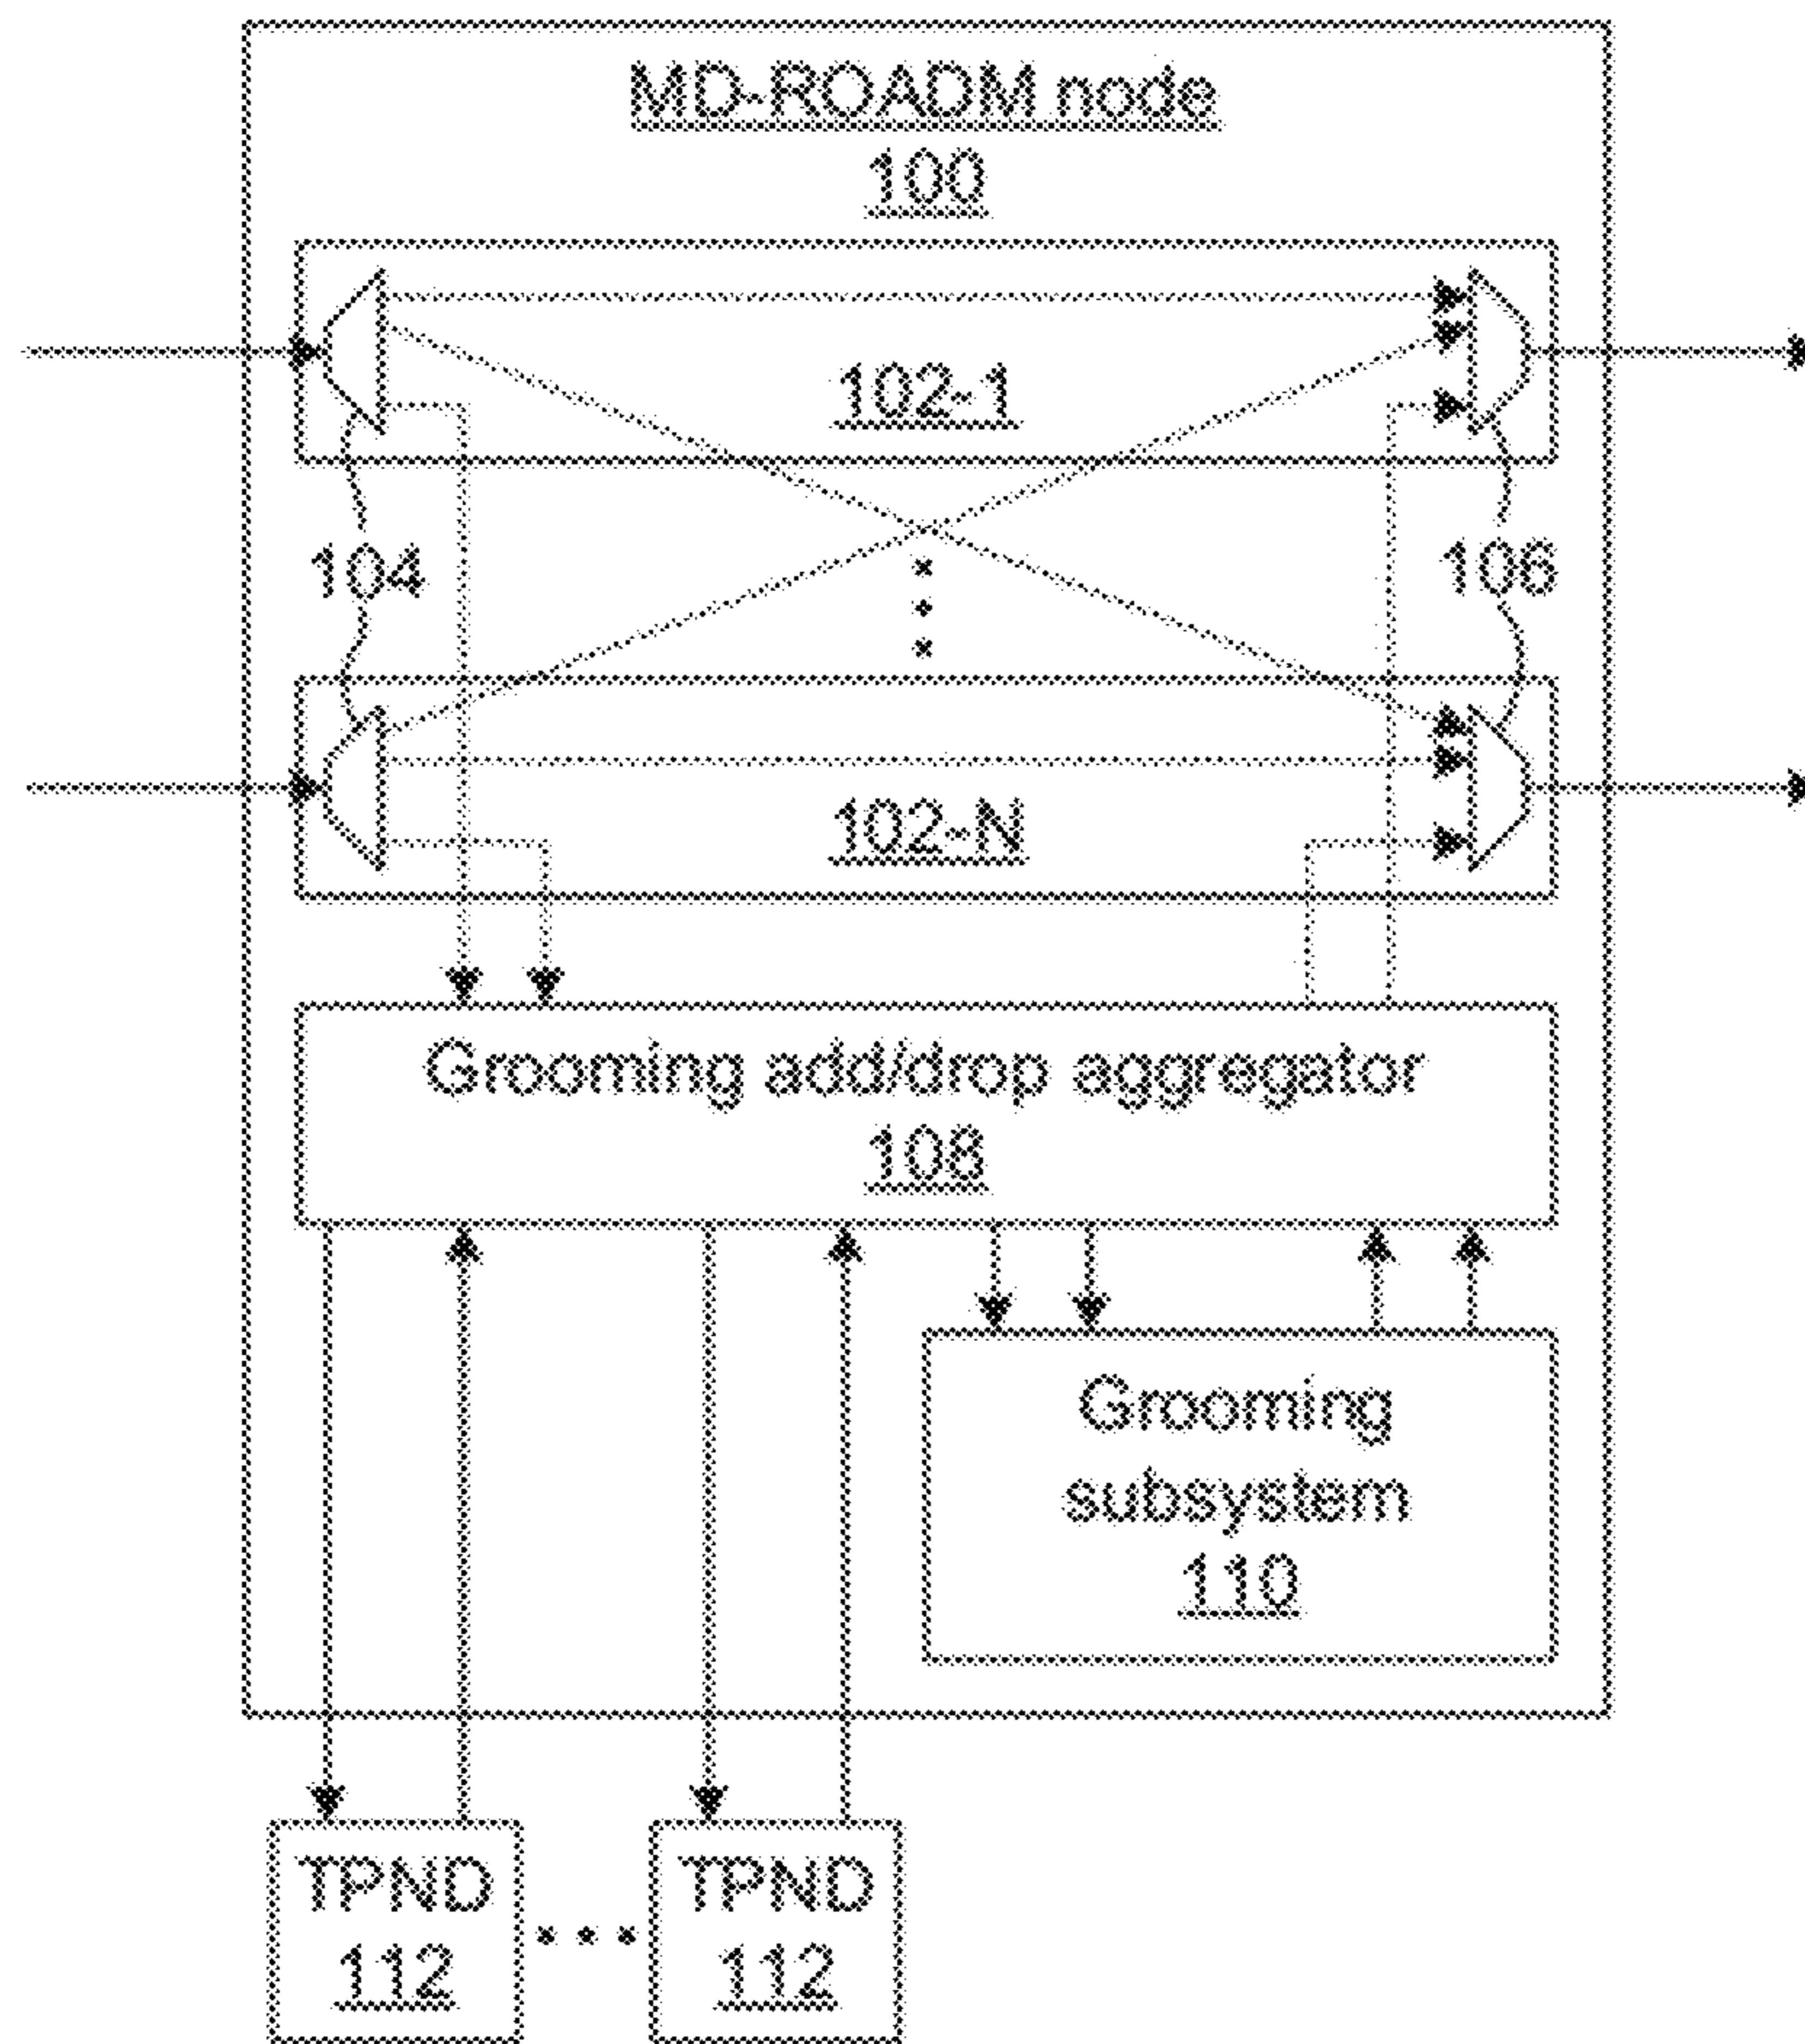 MD-ROADM node
100
102-1
104
106
102-N
Grooming add/drop aggregator
108
Grooming
subsystem
110
TPND
112
TPND
112